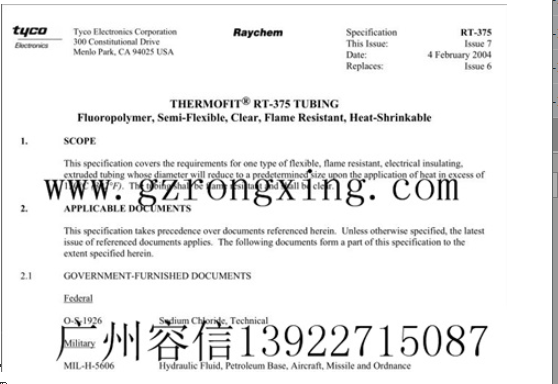 tyco
Electronics
Tyco Electronics Corporation
300 Constitutional Drive
Menlo Park, CA 94025 USA
Raychem
Specification RT-375
This Issue: Issue 7
Date: 4 February 2004
Replaces: Issue 6
THERMOFIT® RT-375 TUBING
Fluoropolymer, Semi-Flexible, Clear, Flame Resistant, Heat-Shrinkable
1. SCOPE
This specification covers the requirements for one type of flexible, flame resistant, electrical insulating,
extruded tubing whose diameter will reduce to a predetermined size upon the application of heat in excess of
The tubing shall be flame resistant and shall be clear.
www.gzrongxing.com
2. APPLICABLE DOCUMENTS
This specification takes precedence over documents referenced herein. Unless otherwise specified, the latest
issue of referenced documents applies. The following documents form a part of this specification to the
extent specified herein.
2.1 GOVERNMENT-FURNISHED DOCUMENTS
Federal
O-S-1926 Sodium Chloride, Technical
广州容信13922715087
Military
MIL-H-5606 Hydraulic Fluid, Petroleum Base, Aircraft, Missile and Ordnance